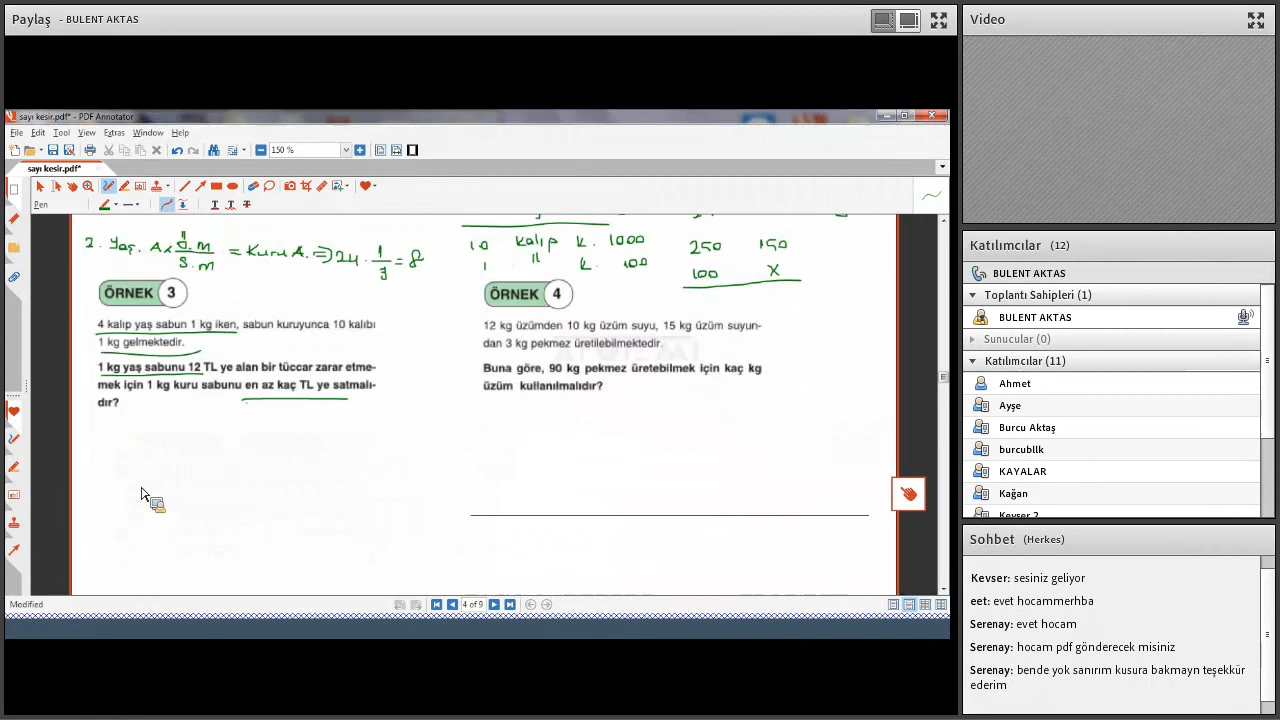 Paylaş - BULENT AKTAS
sayı kesir.pdf* - PDF Annotator
File Edit Tool View Extras Window Help
150 %
sayı kesir.pdf*
Pen
2. Yaş. A x 3.m / 3.m = Kuru A. => 24 . 1/3 = 8
10 kalıp k. 1000
1 " k. 100
250 150
100 x
ÖRNEK 3
4 kalıp yaş sabun 1 kg iken, sabun kuruyunca 10 kalıbı
1 kg gelmektedir.
1 kg yaş sabunu 12 TL ye alan bir tüccar zarar etme-
mek için 1 kg kuru sabunu en az kaç TL ye satmalı-
dır?
ÖRNEK 4
12 kg üzümden 10 kg üzüm suyu, 15 kg üzüm suyun-
dan 3 kg pekmez üretilebilmektedir.
Buna göre, 90 kg pekmez üretebilmek için kaç kg
üzüm kullanılmalıdır?
Modified
4 of 9
Video
Katılımcılar (12)
BULENT AKTAS
Toplantı Sahipleri (1)
BULENT AKTAS
Sunucular (0)
Katılımcılar (11)
Ahmet
Ayşe
Burcu Aktaş
burcubllk
KAYALAR
Kağan
Kevser 2
Sohbet (Herkes)
Kevser: sesiniz geliyor
eet: evet hocammerhba
Serenay: evet hocam
Serenay: hocam pdf gönderecek misiniz
Serenay: bende yok sanırım kusura bakmayn teşekkür
ederim